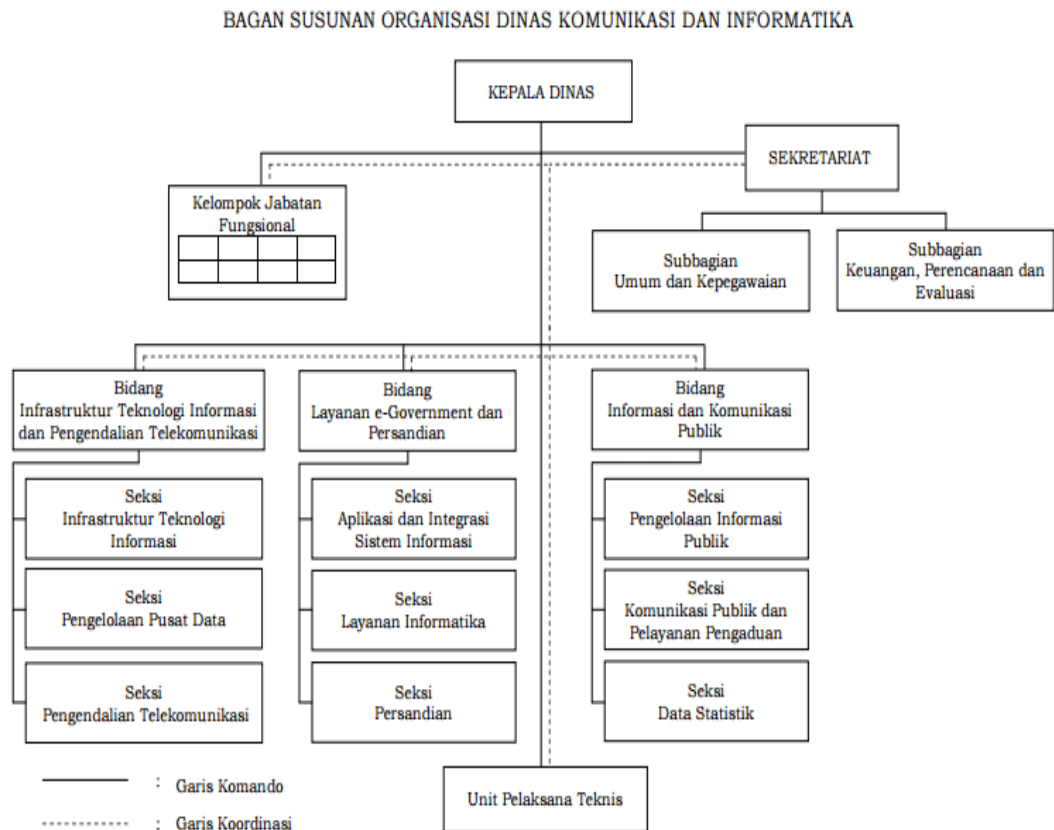 BAGAN SUSUNAN ORGANISASI DINAS KOMUNIKASI DAN INFORMATIKA
KEPALA DINAS
SEKRETARIAT
Kelompok Jabatan
Fungsional
Subbagian
Umum dan Kepegawaian
Subbagian
Keuangan, Perencanaan dan
Evaluasi
Bidang
Infrastruktur Teknologi Informasi
dan Pengendalian Telekomunikasi
Bidang
Layanan e-Government dan
Persandian
Bidang
Informasi dan Komunikasi
Publik
Seksi
Infrastruktur Teknologi
Informasi
Seksi
Aplikasi dan Integrasi
Sistem Informasi
Seksi
Pengelolaan Informasi
Publik
Seksi
Pengelolaan Pusat Data
Seksi
Layanan Informatika
Seksi
Komunikasi Publik dan
Pelayanan Pengaduan
Seksi
Pengendalian Telekomunikasi
Seksi
Persandian
Seksi
Data Statistik
: Garis Komando
: Garis Koordinasi
Unit Pelaksana Teknis